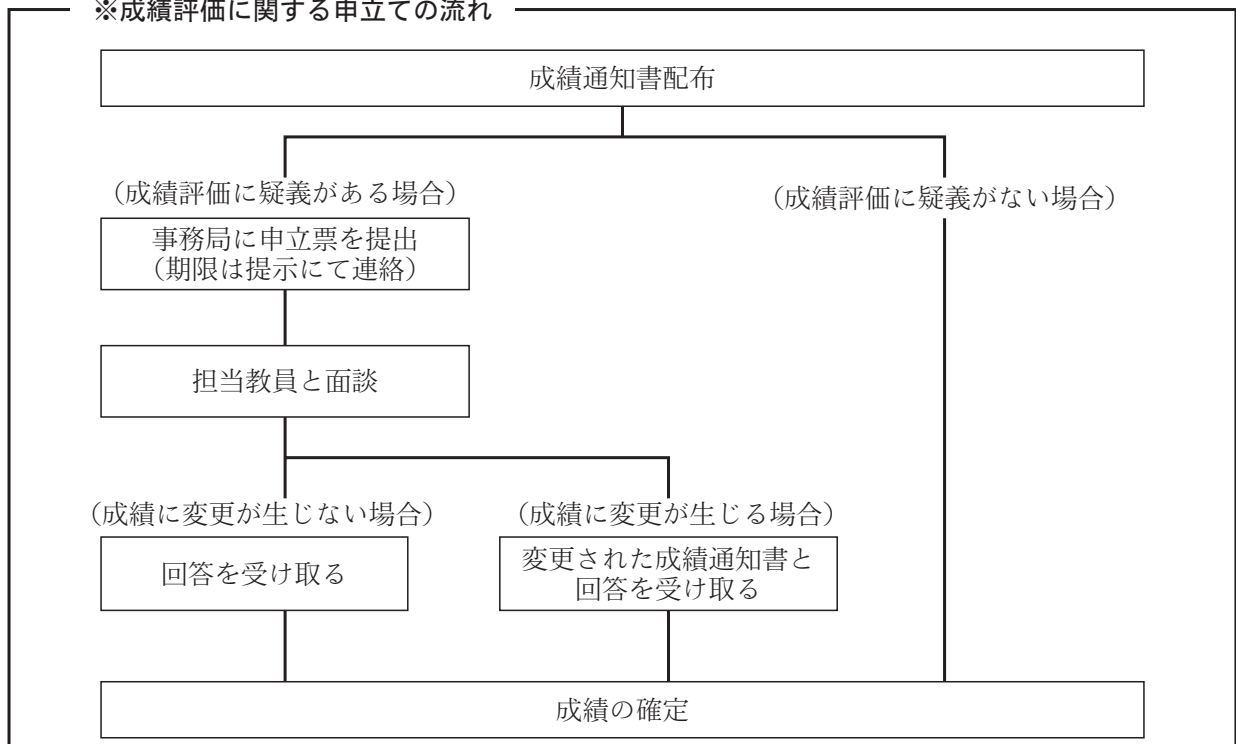 ※成績評価に関する申立ての流れ
成績通知書配布
（成績評価に疑義がある場合）
（成績評価に疑義がない場合）
事務局に申立票を提出
（期限は提示にて連絡）
担当教員と面談
（成績に変更が生じない場合）
（成績に変更が生じる場合）
回答を受け取る
変更された成績通知書と
回答を受け取る
成績の確定